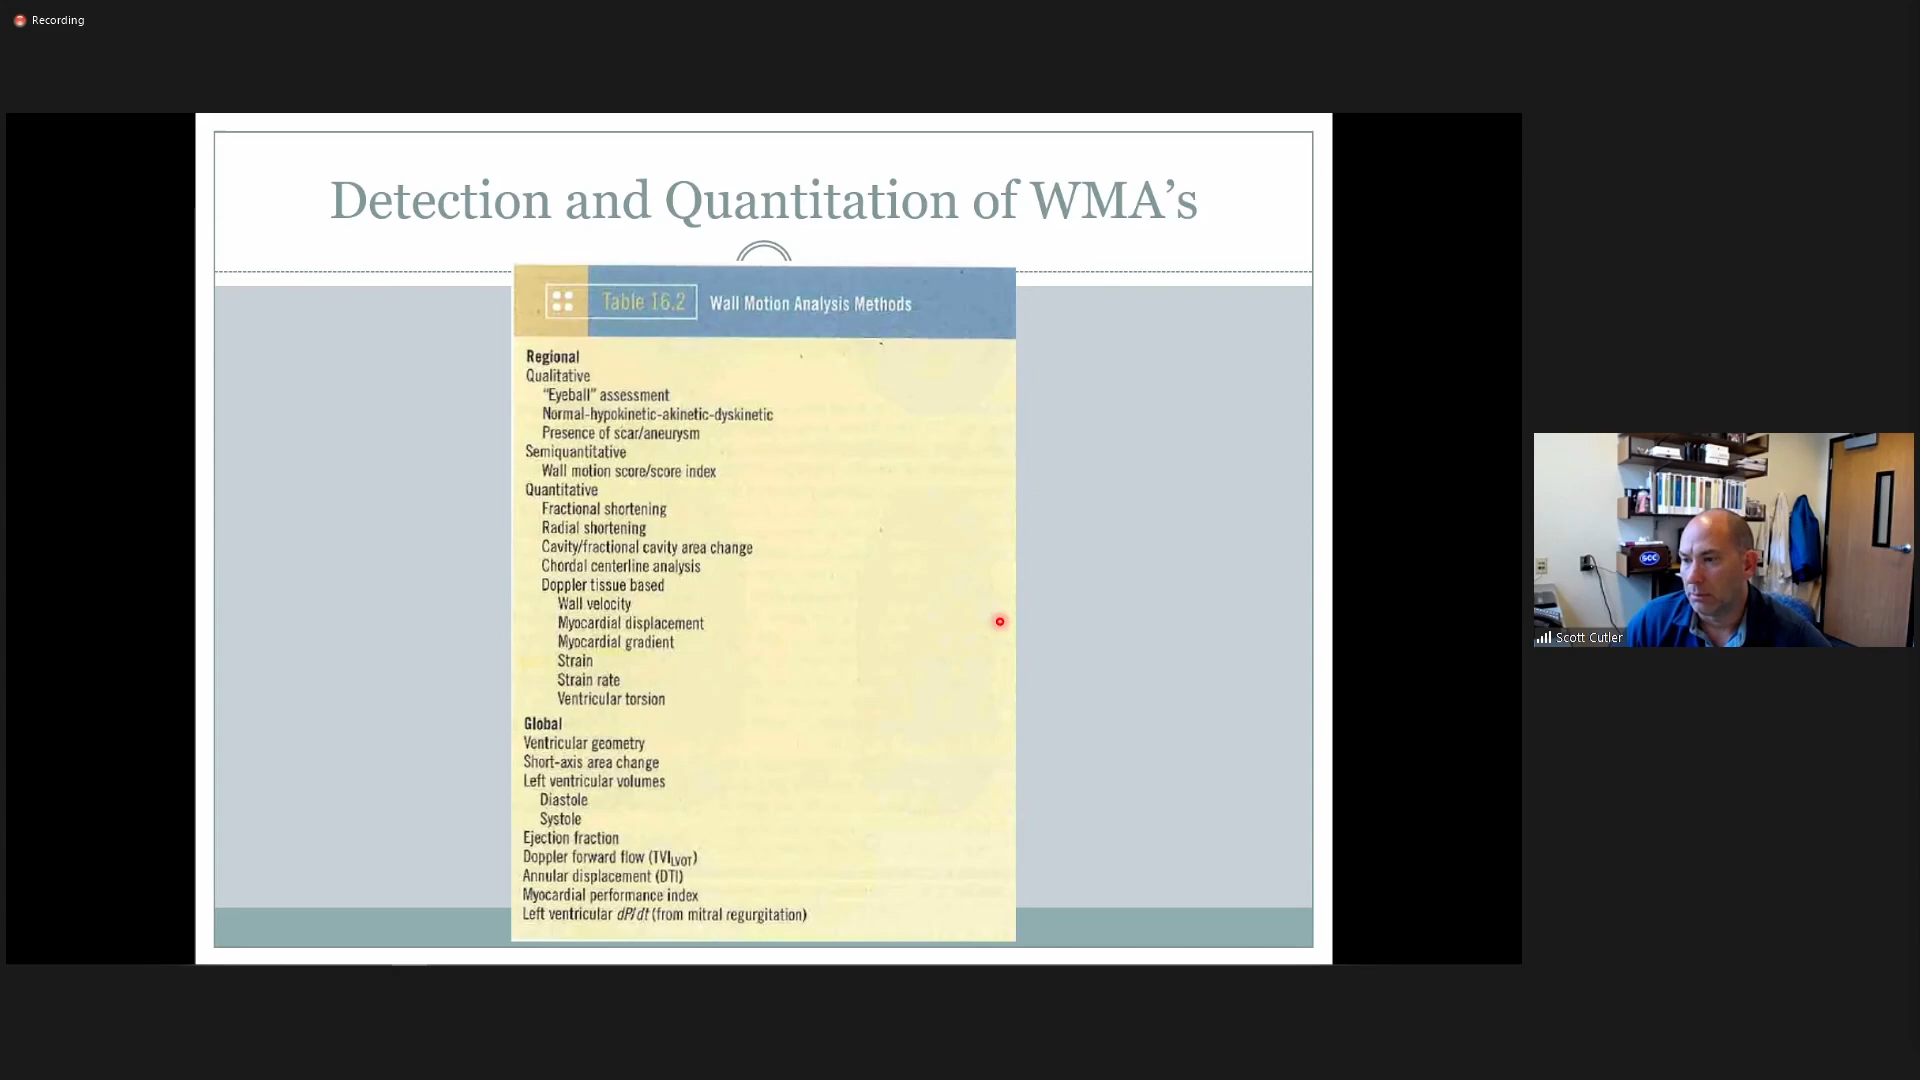 Recording
Detection and Quantitation of WMA’s
Table 16.2 Wall Motion Analysis Methods
Regional
Qualitative
“Eyeball” assessment
Normal-hypokinetic-akinetic-dyskinetic
Presence of scar/aneurysm
Semiquantitative
Wall motion score/score index
Quantitative
Fractional shortening
Radial shortening
Cavity/fractional cavity area change
Chordal centerline analysis
Doppler tissue based
Wall velocity
Myocardial displacement
Myocardial gradient
Strain
Strain rate
Ventricular torsion
Global
Ventricular geometry
Short-axis area change
Left ventricular volumes
Diastole
Systole
Ejection fraction
Doppler forward flow (TVILVOT)
Annular displacement (DTI)
Myocardial performance index
Left ventricular dP/dt (from mitral regurgitation)
SCC
Scott Cutler